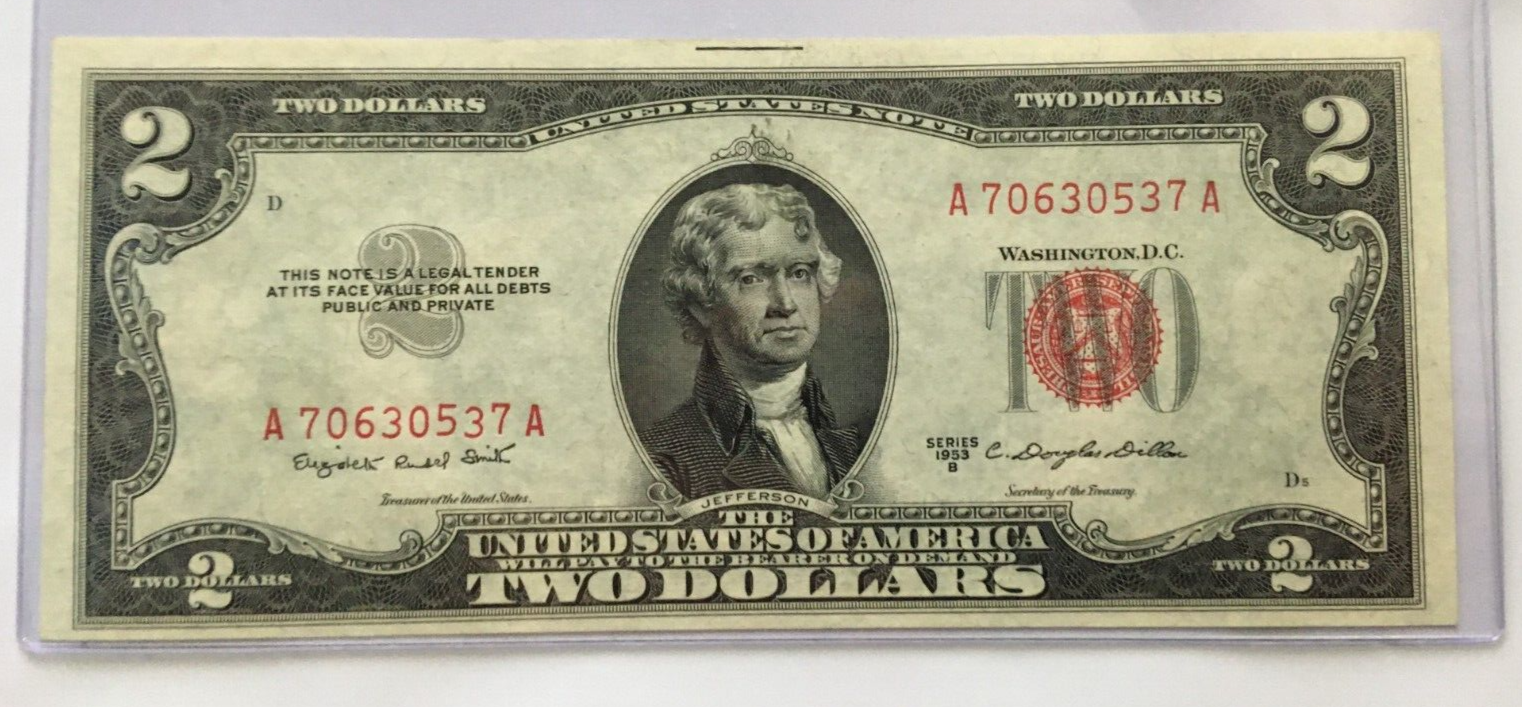 2 TWO DOLLARS UNITED STATES NOTE TWO DOLLARS 2
D
A 70630537 A
WASHINGTON, D.C.
2
THIS NOTE IS A LEGAL TENDER
AT ITS FACE VALUE FOR ALL DEBTS
PUBLIC AND PRIVATE
TWO
A 70630537 A
Treasurer of the United States.
SERIES
1953
B
C. Douglas Dillon
Secretary of the Treasury.
D5
JEFFERSON
THE
UNITED STATES OF AMERICA
WILL PAY TO THE BEARER ON DEMAND
TWO DOLLARS
TWO DOLLARS
2
TWO DOLLARS
2